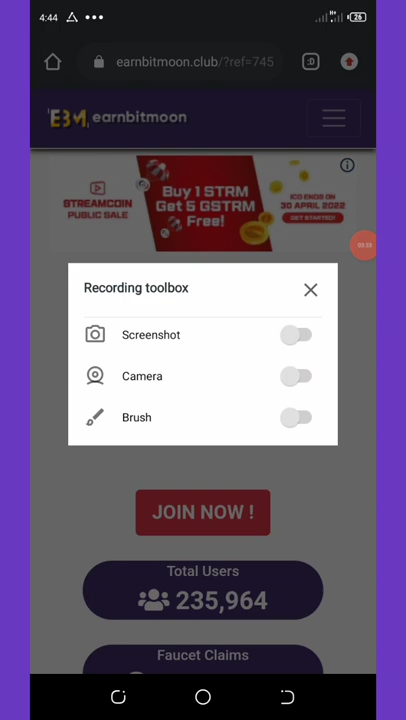 4:44
H+
26
earnbitmoon.club/?ref=745
:D
EBM earnbitmoon
STREAMCOIN
PUBLIC SALE
Buy 1 STRM
Get 5 GSTRM
Free!
ICO ENDS ON
30 APRIL 2022
GET STARTED!
Recording toolbox
Screenshot
Camera
Brush
JOIN NOW !
Total Users
235,964
Faucet Claims